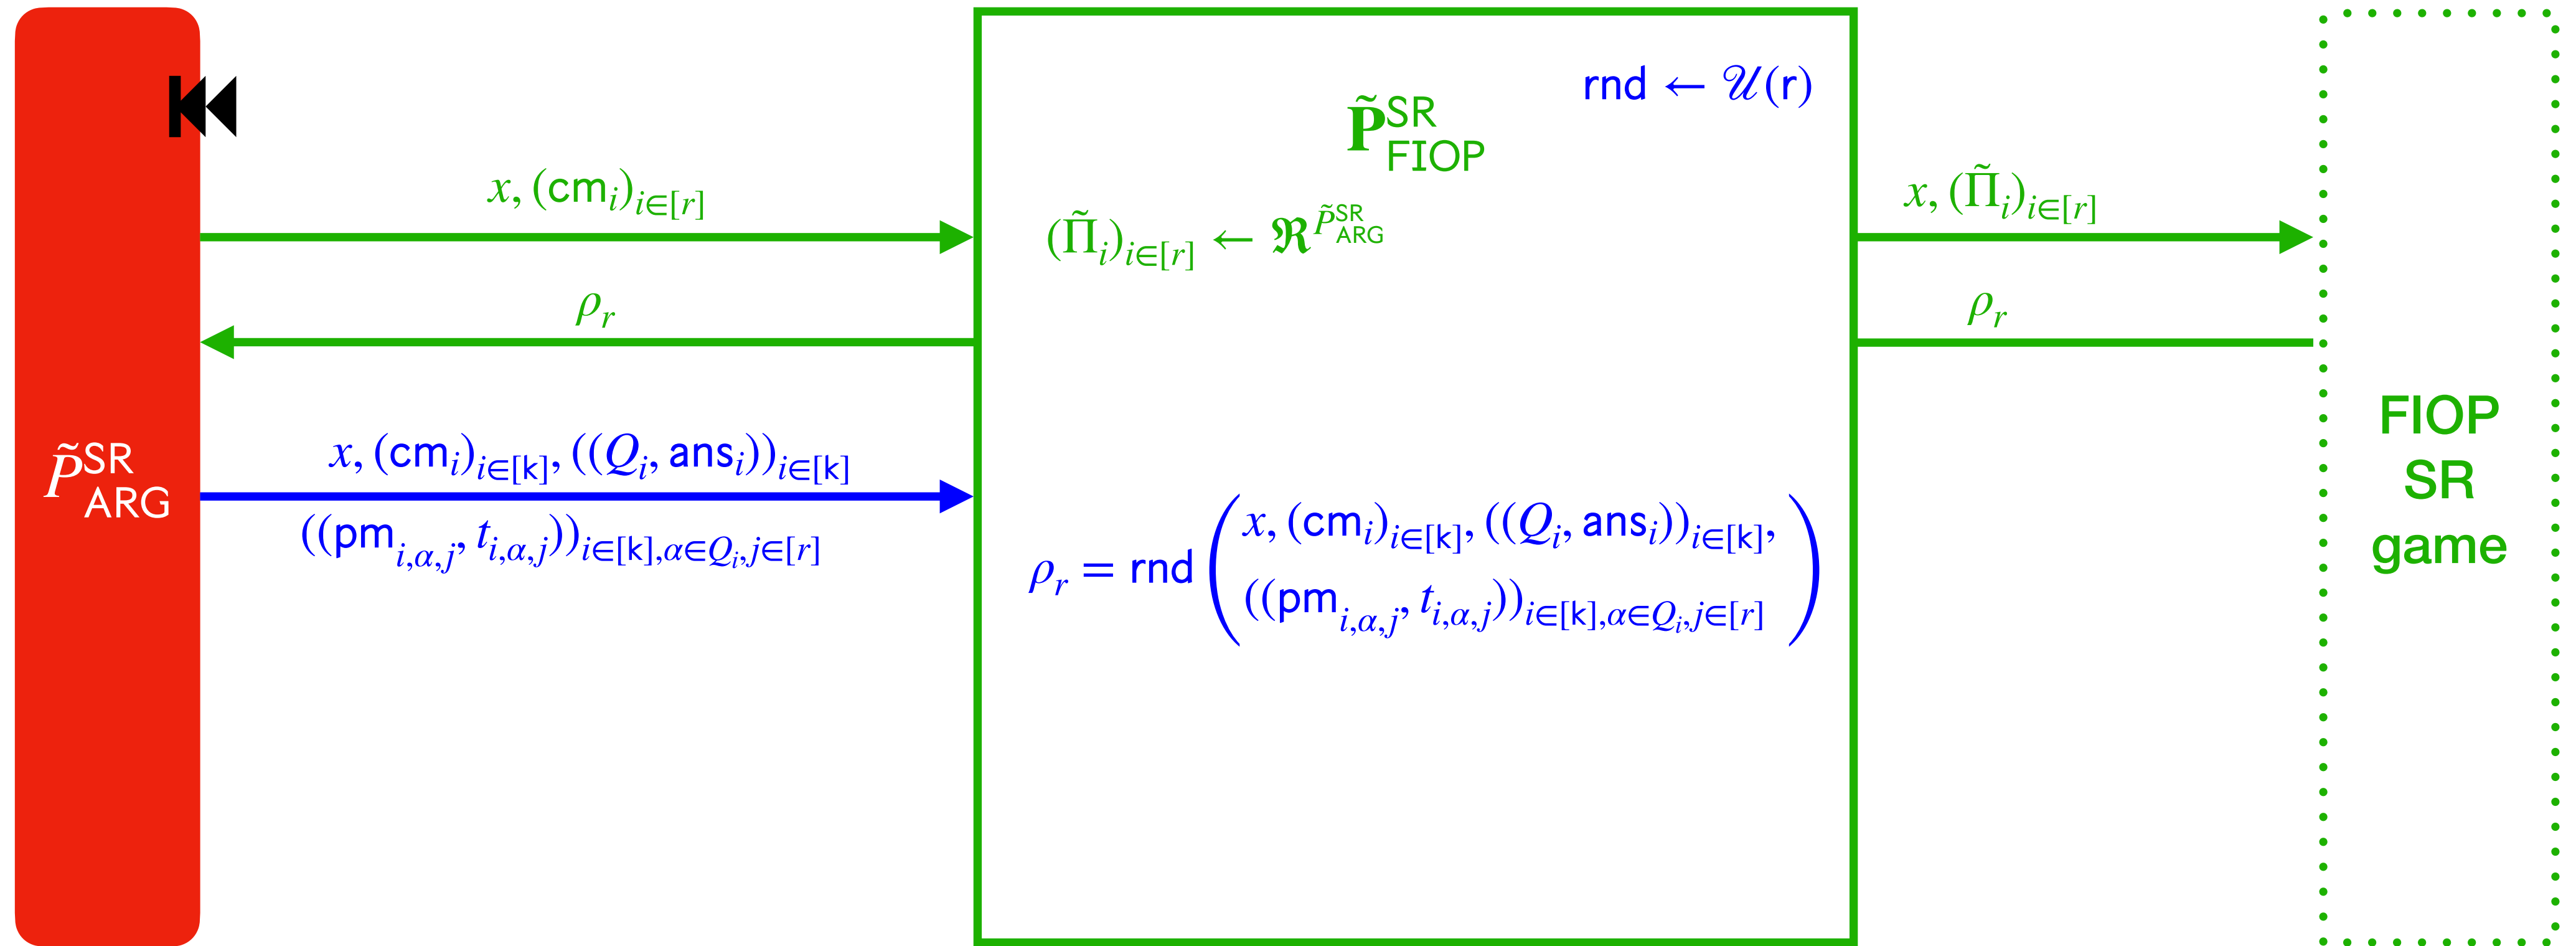 rnd ← 𝒰(r)
P̃^SR_FIOP
x, (cm_i)_{i∈[r]}
(Π̃_i)_{i∈[r]} ← ℜ^{P̃^SR_ARG}
x, (Π̃_i)_{i∈[r]}
ρ_r
ρ_r
P̃^SR_ARG
x, (cm_i)_{i∈[k]}, ((Q_i, ans_i))_{i∈[k]}
((pm_{i,α,j}, t_{i,α,j}))_{i∈[k],α∈Q_i,j∈[r]}
ρ_r = rnd ( x, (cm_i)_{i∈[k]}, ((Q_i, ans_i))_{i∈[k]},
((pm_{i,α,j}, t_{i,α,j}))_{i∈[k],α∈Q_i,j∈[r]} )
FIOP
SR
game